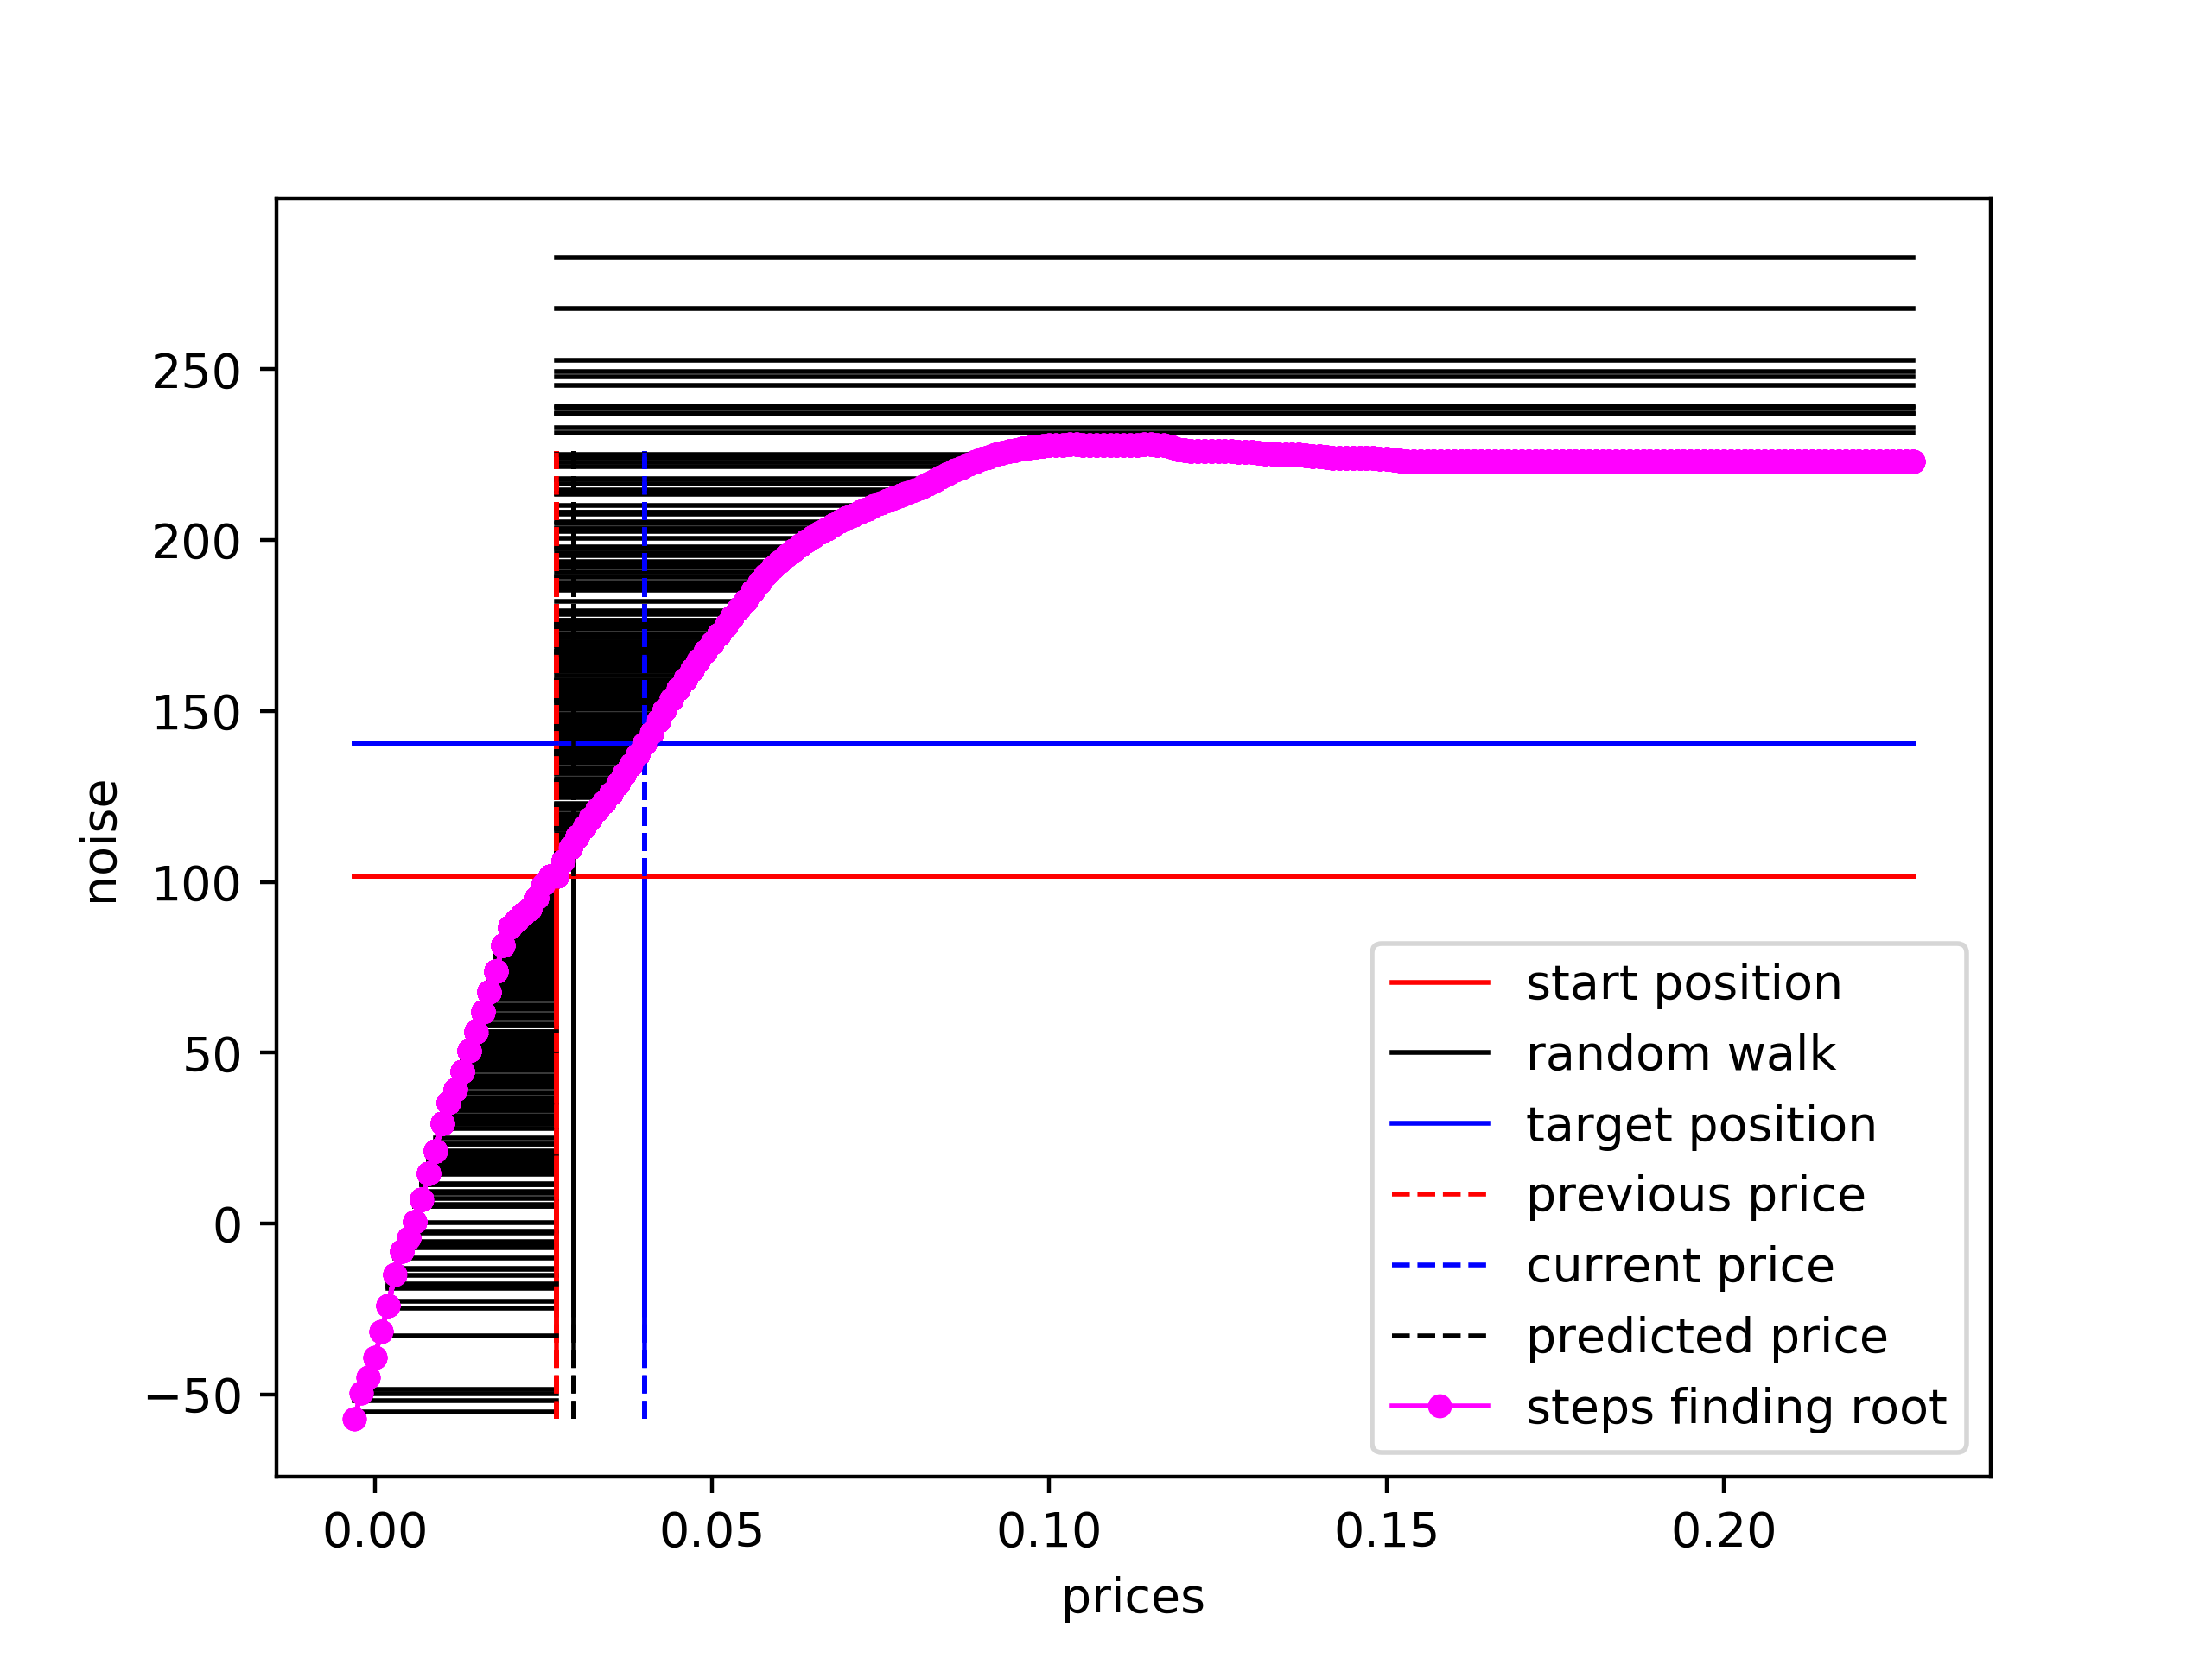 250
200
150
100
50
0
−50
noise
0.00 0.05 0.10 0.15 0.20
prices
start position
random walk
target position
previous price
current price
predicted price
steps finding root